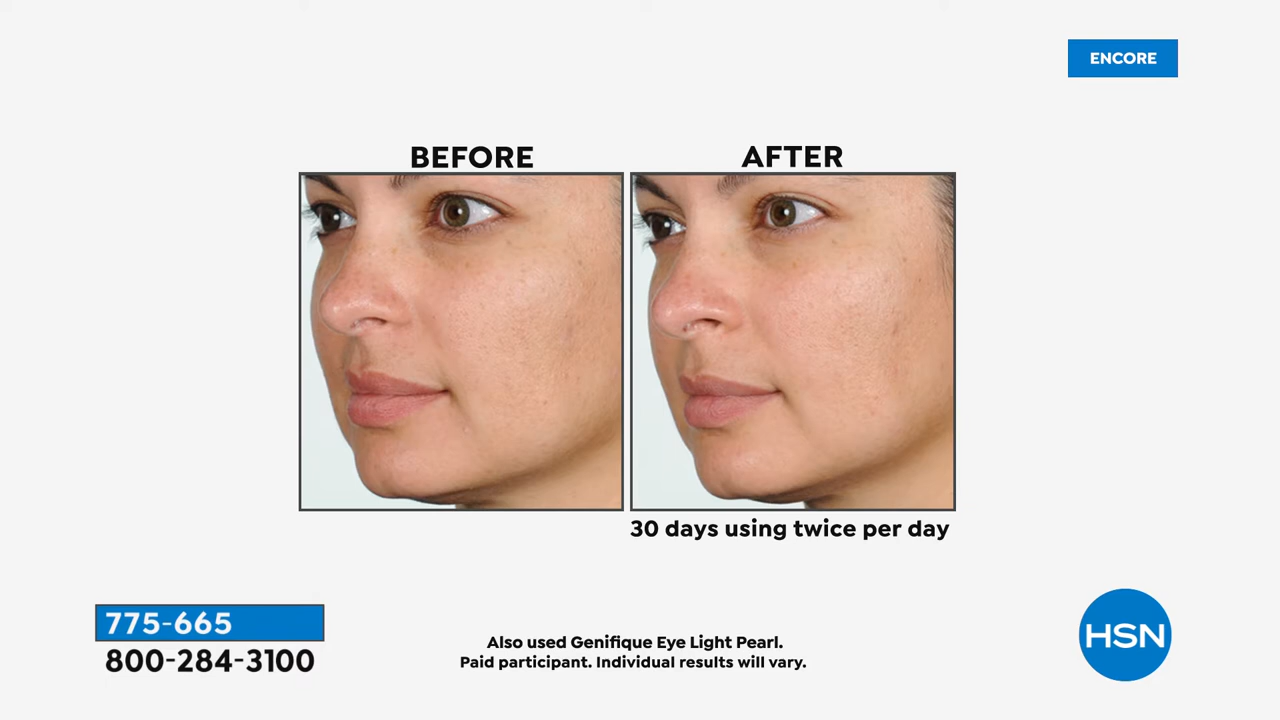 ENCORE
BEFORE
AFTER
30 days using twice per day
775-665
800-284-3100
Also used Genifique Eye Light Pearl.
Paid participant. Individual results will vary.
HSN